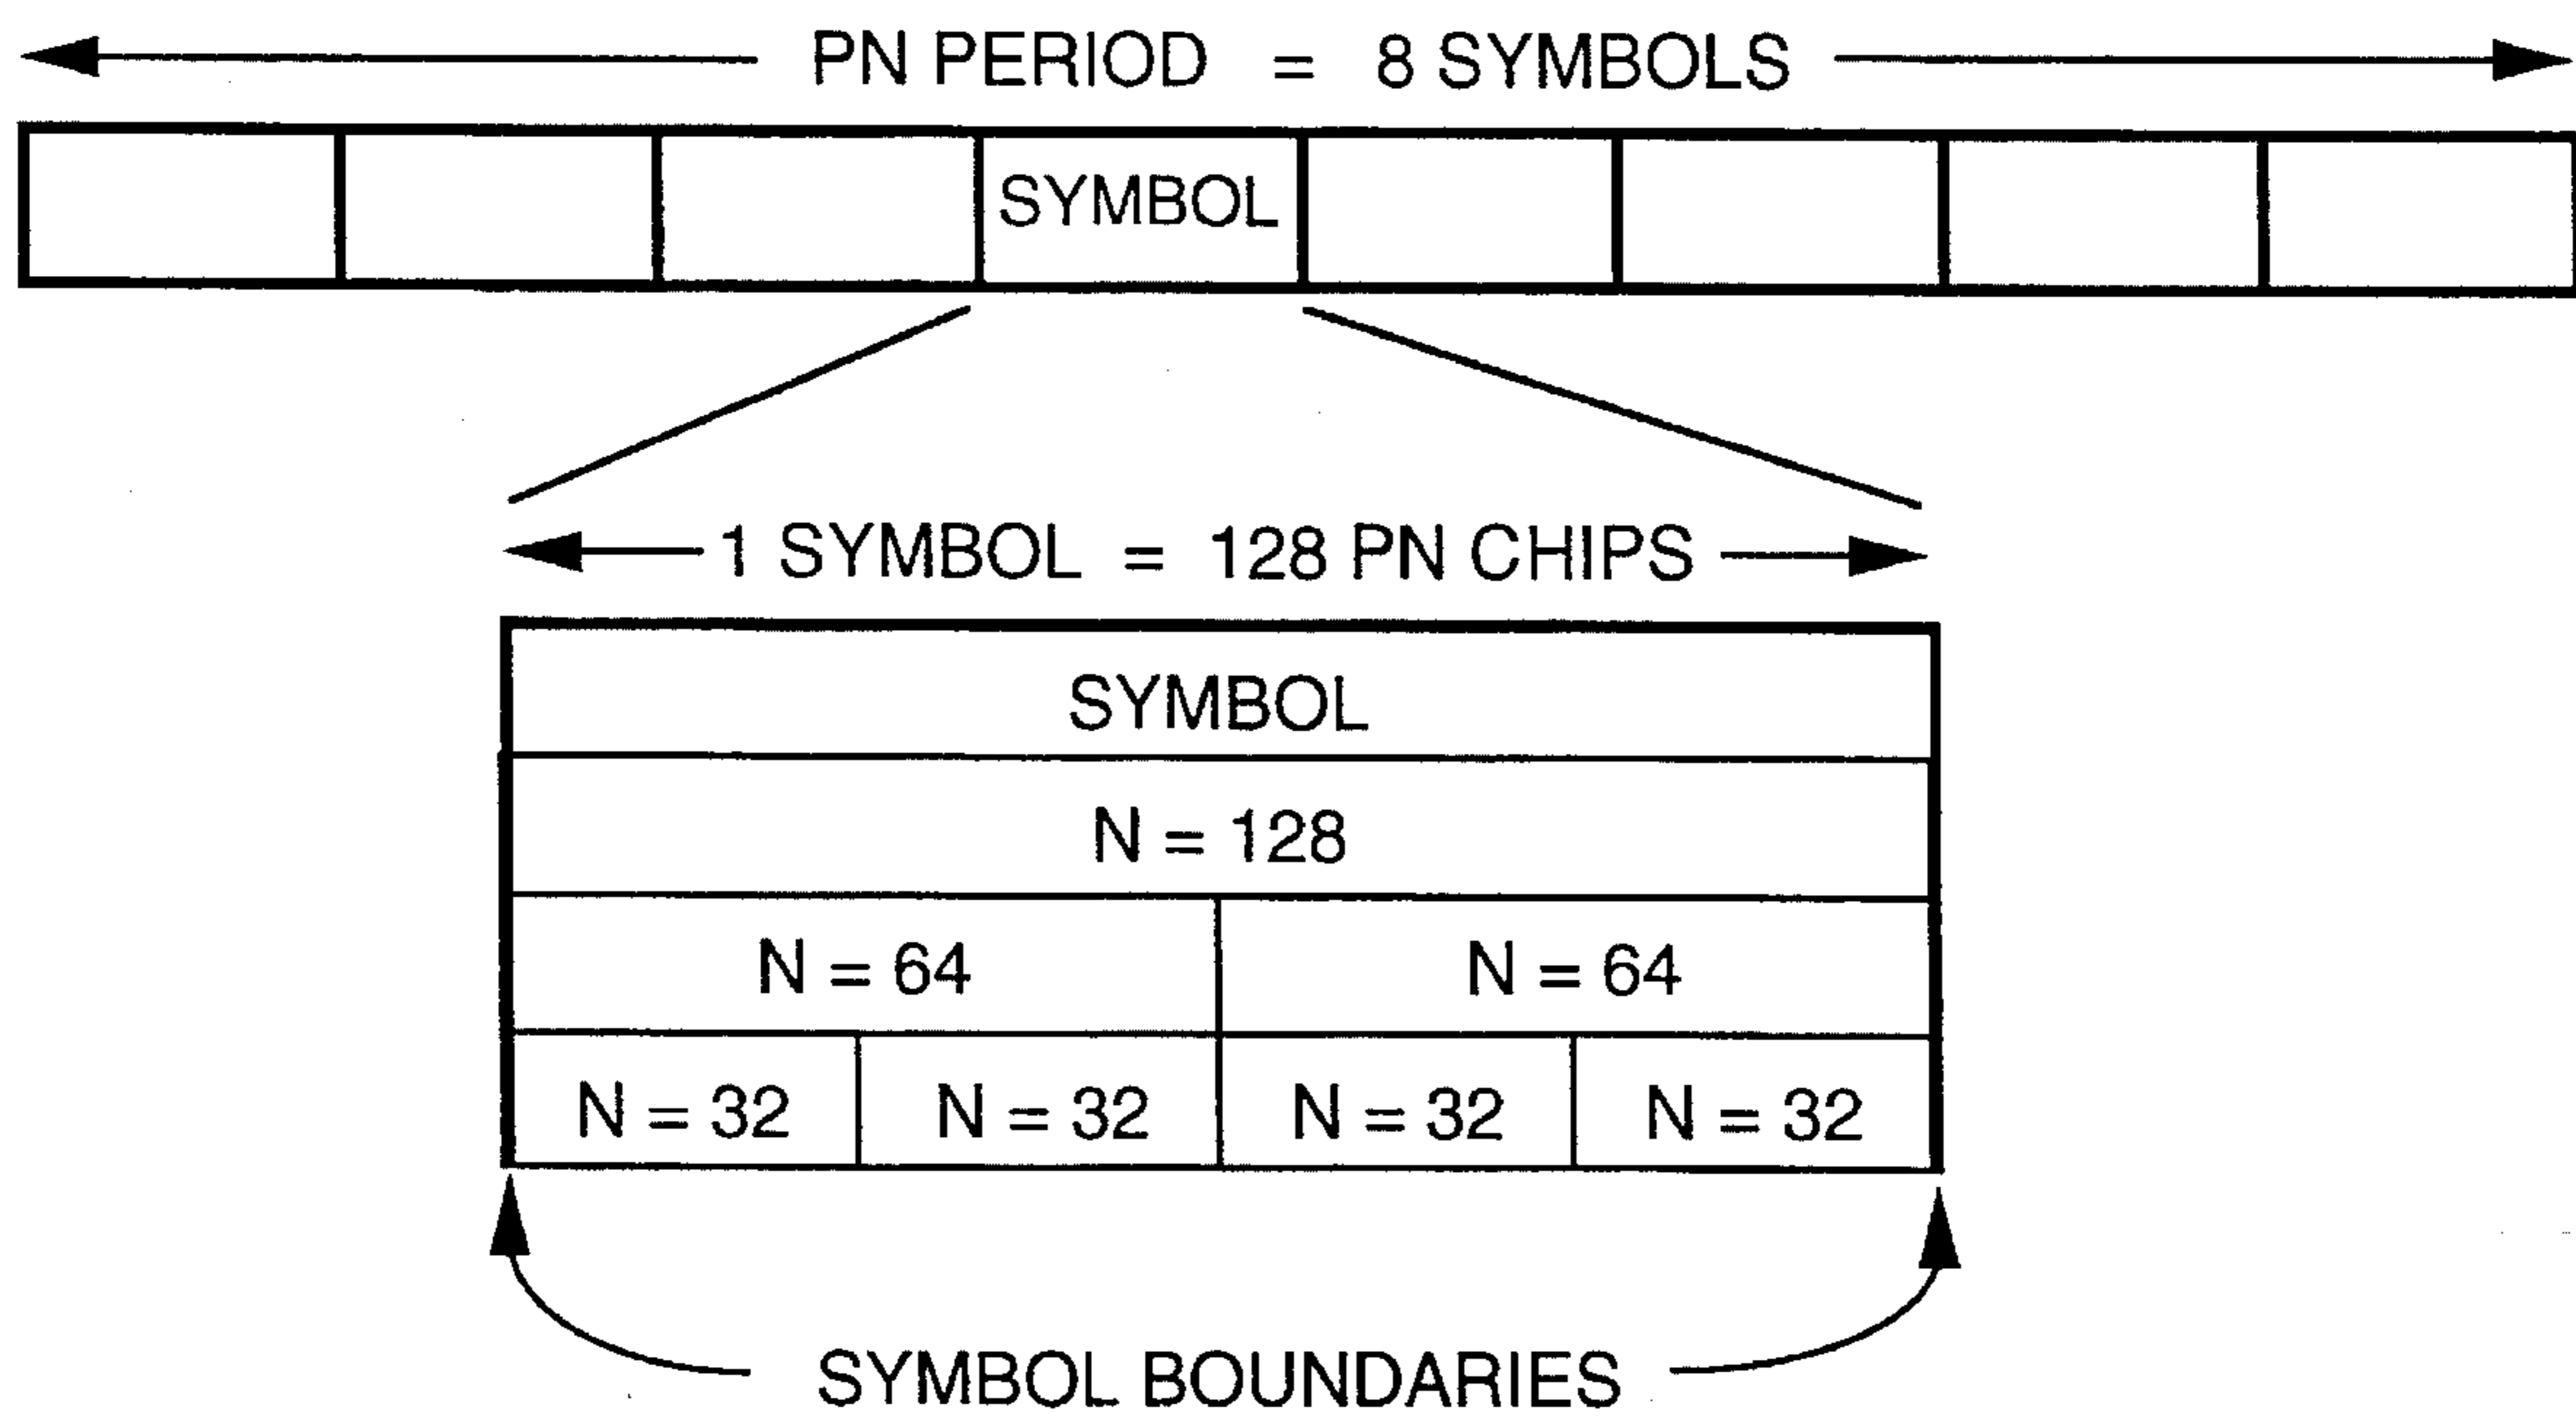 PN PERIOD = 8 SYMBOLS
SYMBOL
1 SYMBOL = 128 PN CHIPS
SYMBOL
N = 128
N = 64 N = 64
N = 32 N = 32 N = 32 N = 32
SYMBOL BOUNDARIES